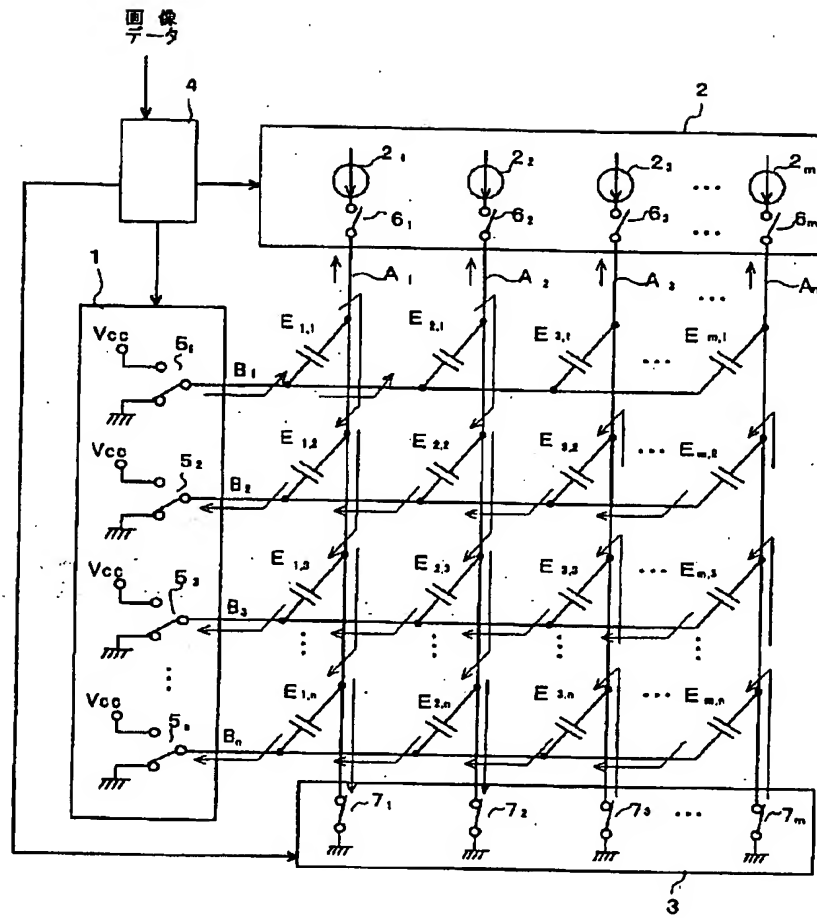 画像
データ
4
2
2₁ 2₂ 2₃ ... 2ₘ
6₁ 6₂ 6₃ ... 6ₘ
A₁ A₂ A₃ ...
1
E₁,₁ E₂,₁ E₃,₁ ... Eₘ,₁
Vcc 5₁ B₁
E₁,₂ E₂,₂ E₃,₂ ... Eₘ,₂
Vcc 5₂ B₂
E₁,₃ E₂,₃ E₃,₃ ... Eₘ,₃
Vcc 5₃ B₃
E₁,ₙ E₂,ₙ E₃,ₙ ... Eₘ,ₙ
Vcc Bₙ
7₁ 7₂ 7₃ ... 7ₘ
3